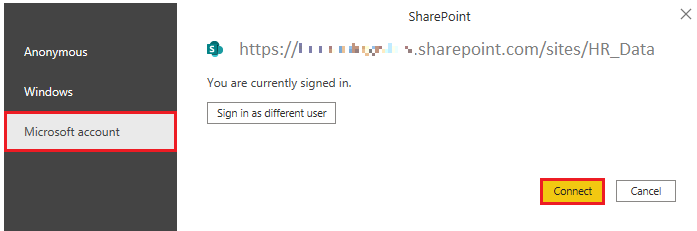 SharePoint
Anonymous
Windows
Microsoft account
https://.sharepoint.com/sites/HR_Data
You are currently signed in.
Sign in as different user
Connect
Cancel